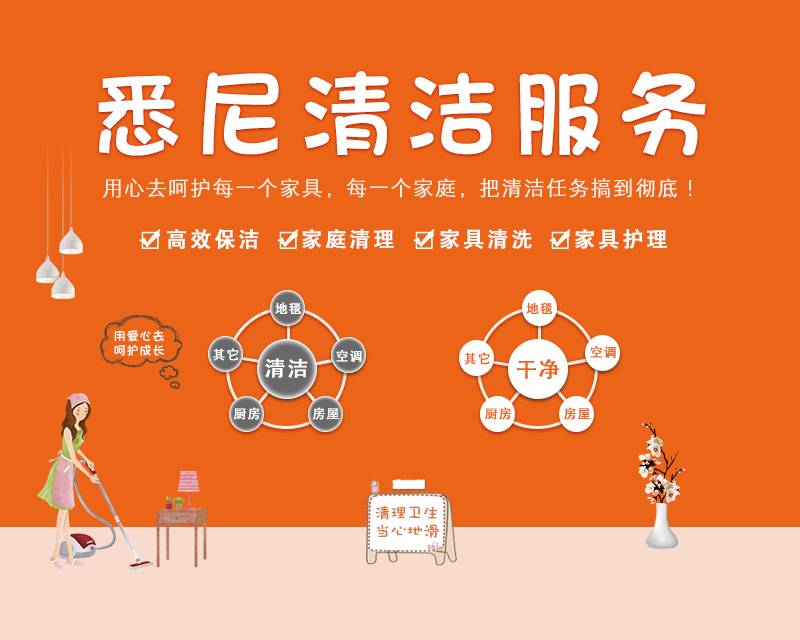 悉尼清洁服务
用心去呵护每一个家具，每一个家庭，把清洁任务搞到彻底！
高效保洁 家庭清理 家具清洗 家具护理
用爱心去
呵护成长
地毯
其它
清洁
空调
厨房
房屋
地毯
其它
干净
空调
厨房
房屋
清理卫生
当心地滑